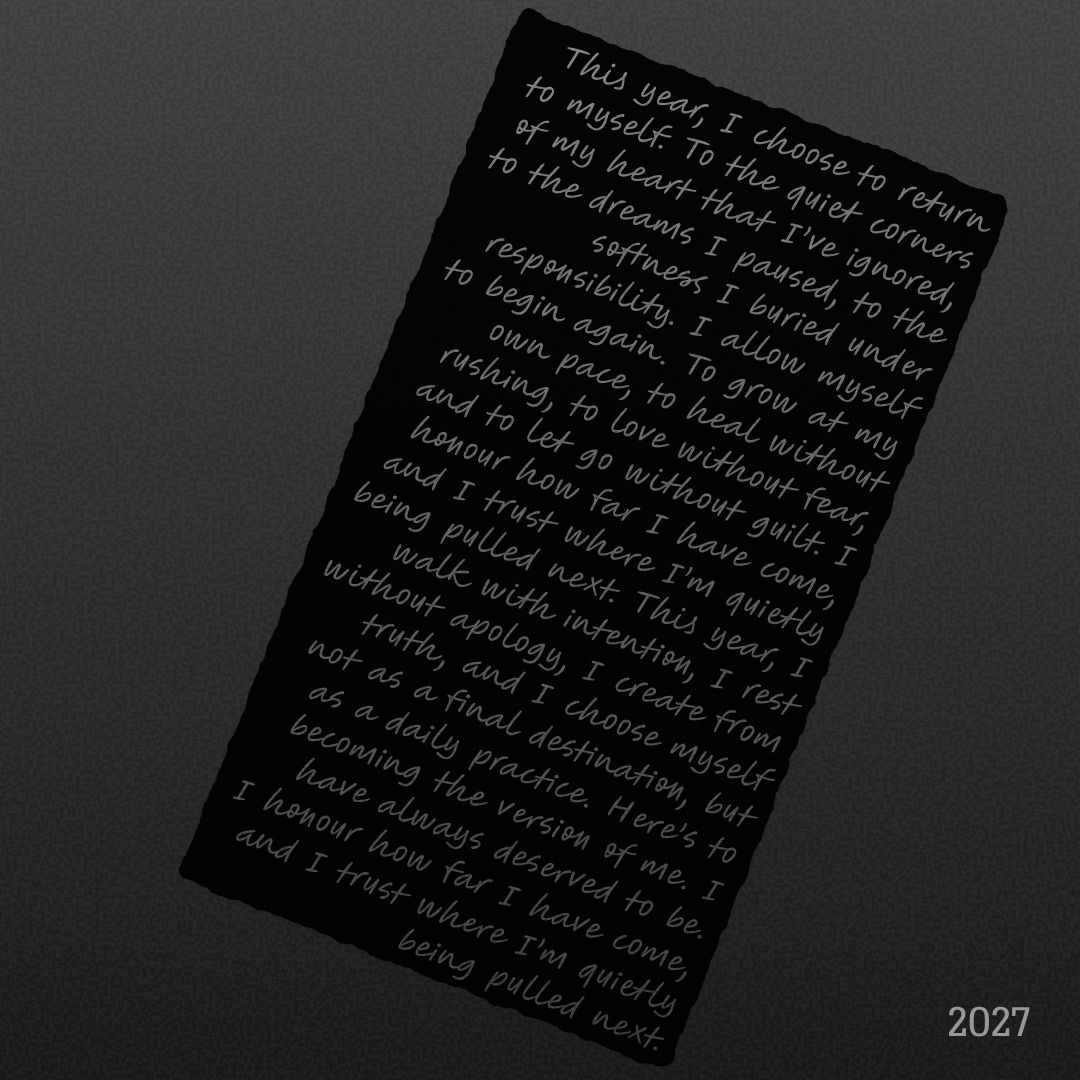 This year, I choose to return
to myself. To the quiet corners
of my heart that I've ignored,
to the dreams I paused, to the
softness I buried under
responsibility. I allow myself
to begin again. To grow at my
own pace, to heal without
rushing, to love without fear,
and to let go without guilt. I
honour how far I have come,
and I trust where I'm quietly
being pulled next. This year, I
walk with intention, I rest
without apology, I create from
truth, and I choose myself
not as a final destination, but
as a daily practice. Here's to
becoming the version of me. I
have always deserved to be.
I honour how far I have come,
and I trust where I'm quietly
being pulled next.
2027